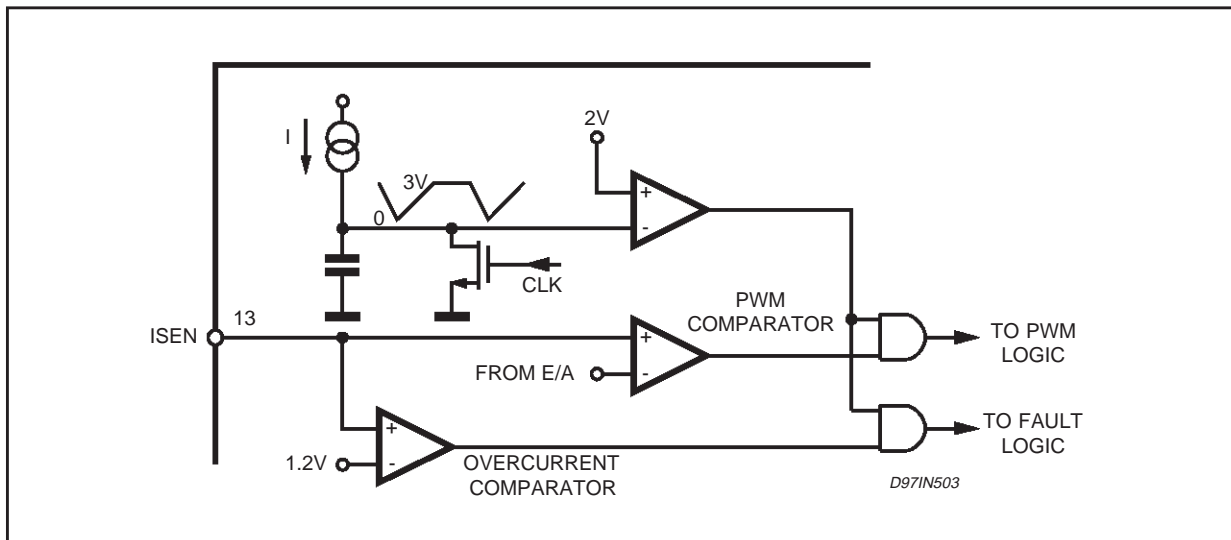 2V
I
+
3V
0
-
CLK
PWM
COMPARATOR
13
ISEN
+
FROM E/A
-
TO PWM
LOGIC
+
1.2V
-
OVERCURRENT
COMPARATOR
TO FAULT
LOGIC
D97IN503